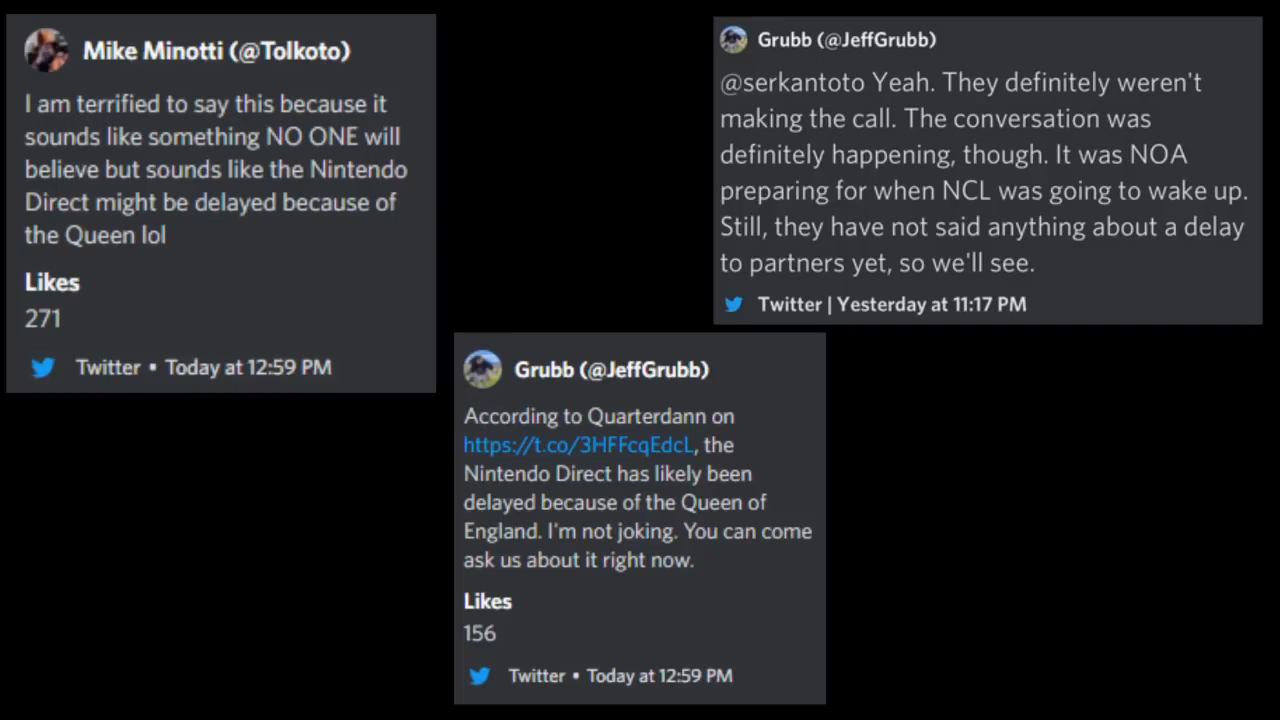 Mike Minotti (@Tolkoto)
I am terrified to say this because it
sounds like something NO ONE will
believe but sounds like the Nintendo
Direct might be delayed because of
the Queen lol
Likes
271
Twitter • Today at 12:59 PM
Grubb (@JeffGrubb)
@serkantoto Yeah. They definitely weren't
making the call. The conversation was
definitely happening, though. It was NOA
preparing for when NCL was going to wake up.
Still, they have not said anything about a delay
to partners yet, so we'll see.
Twitter | Yesterday at 11:17 PM
Grubb (@JeffGrubb)
According to Quarterdann on
https://t.co/3HFFcqEdcL, the
Nintendo Direct has likely been
delayed because of the Queen of
England. I'm not joking. You can come
ask us about it right now.
Likes
156
Twitter • Today at 12:59 PM